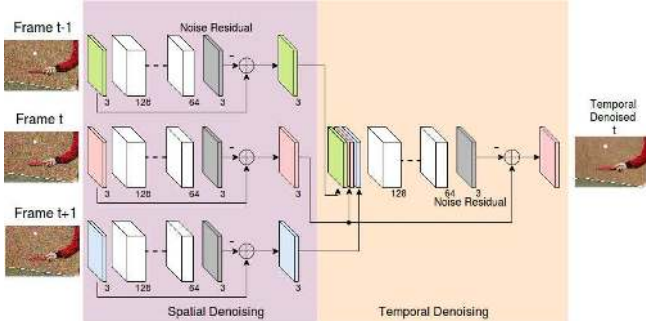 Frame t-1
Noise Residual
-
3
128
64
3
3
Frame t
Temporal
Denoised
t
-
-
3
128
64
3
3
128
64
3
Noise Residual
Frame t+1
-
3
128
64
3
3
Spatial Denoising
Temporal Denoising